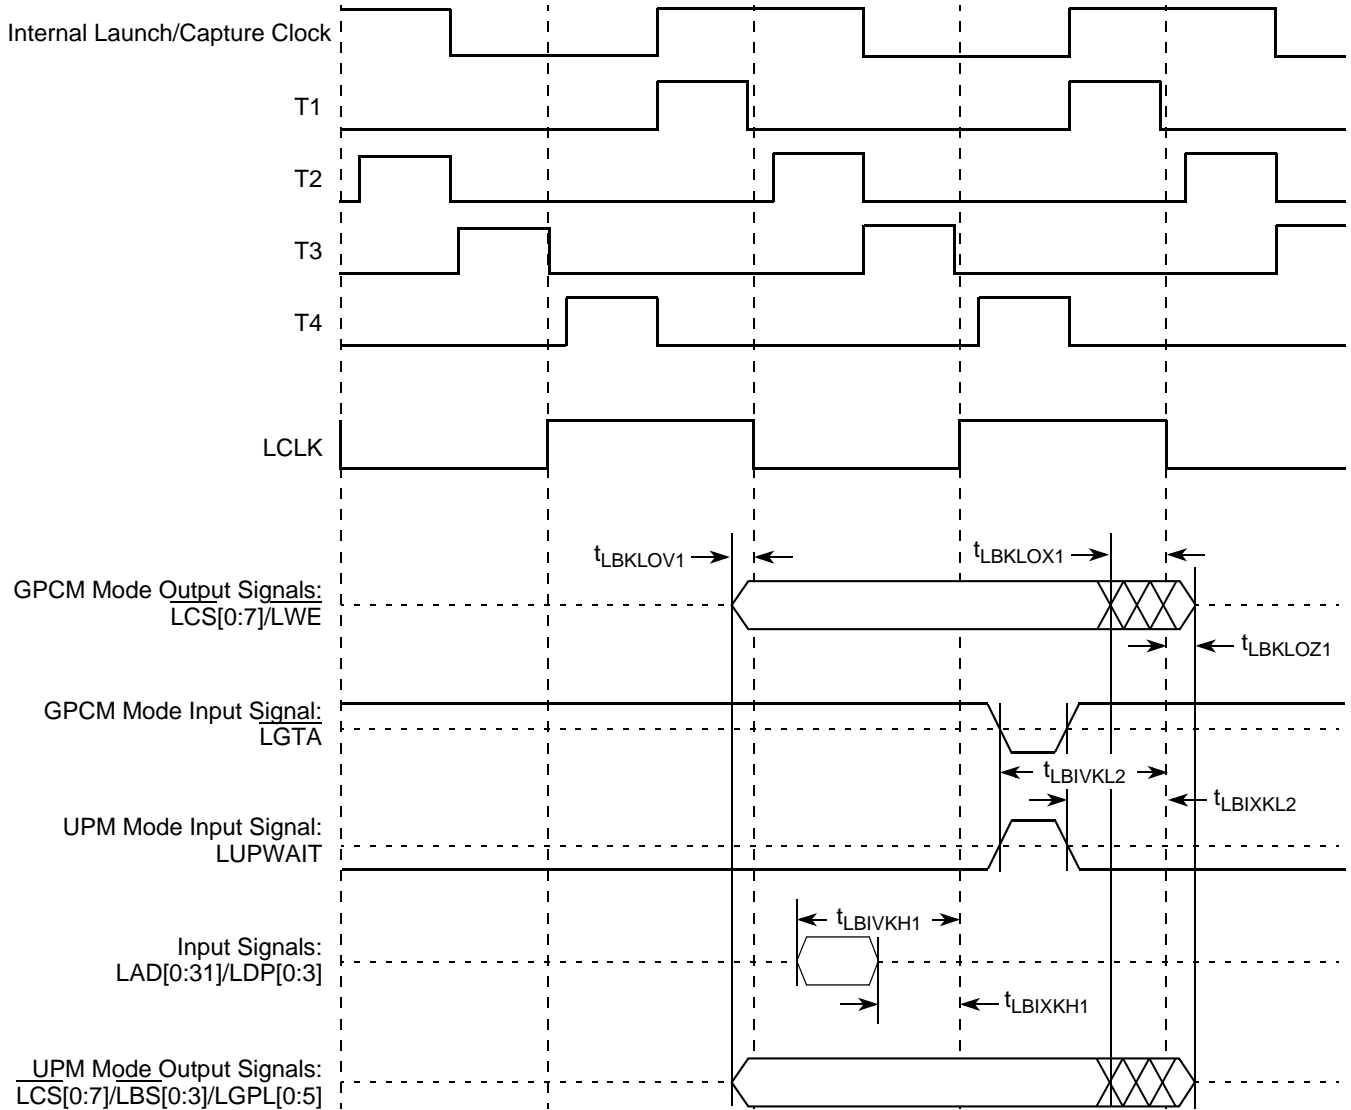 Internal Launch/Capture Clock
T1
T2
T3
T4
LCLK
tLBKLOV1
tLBKLOX1
GPCM Mode Output Signals:
LCS[0:7]/LWE
tLBKLOZ1
GPCM Mode Input Signal:
LGTA
tLBIVKL2
tLBIXKL2
UPM Mode Input Signal:
LUPWAIT
tLBIVKH1
Input Signals:
LAD[0:31]/LDP[0:3]
tLBIXKH1
UPM Mode Output Signals:
LCS[0:7]/LBS[0:3]/LGPL[0:5]